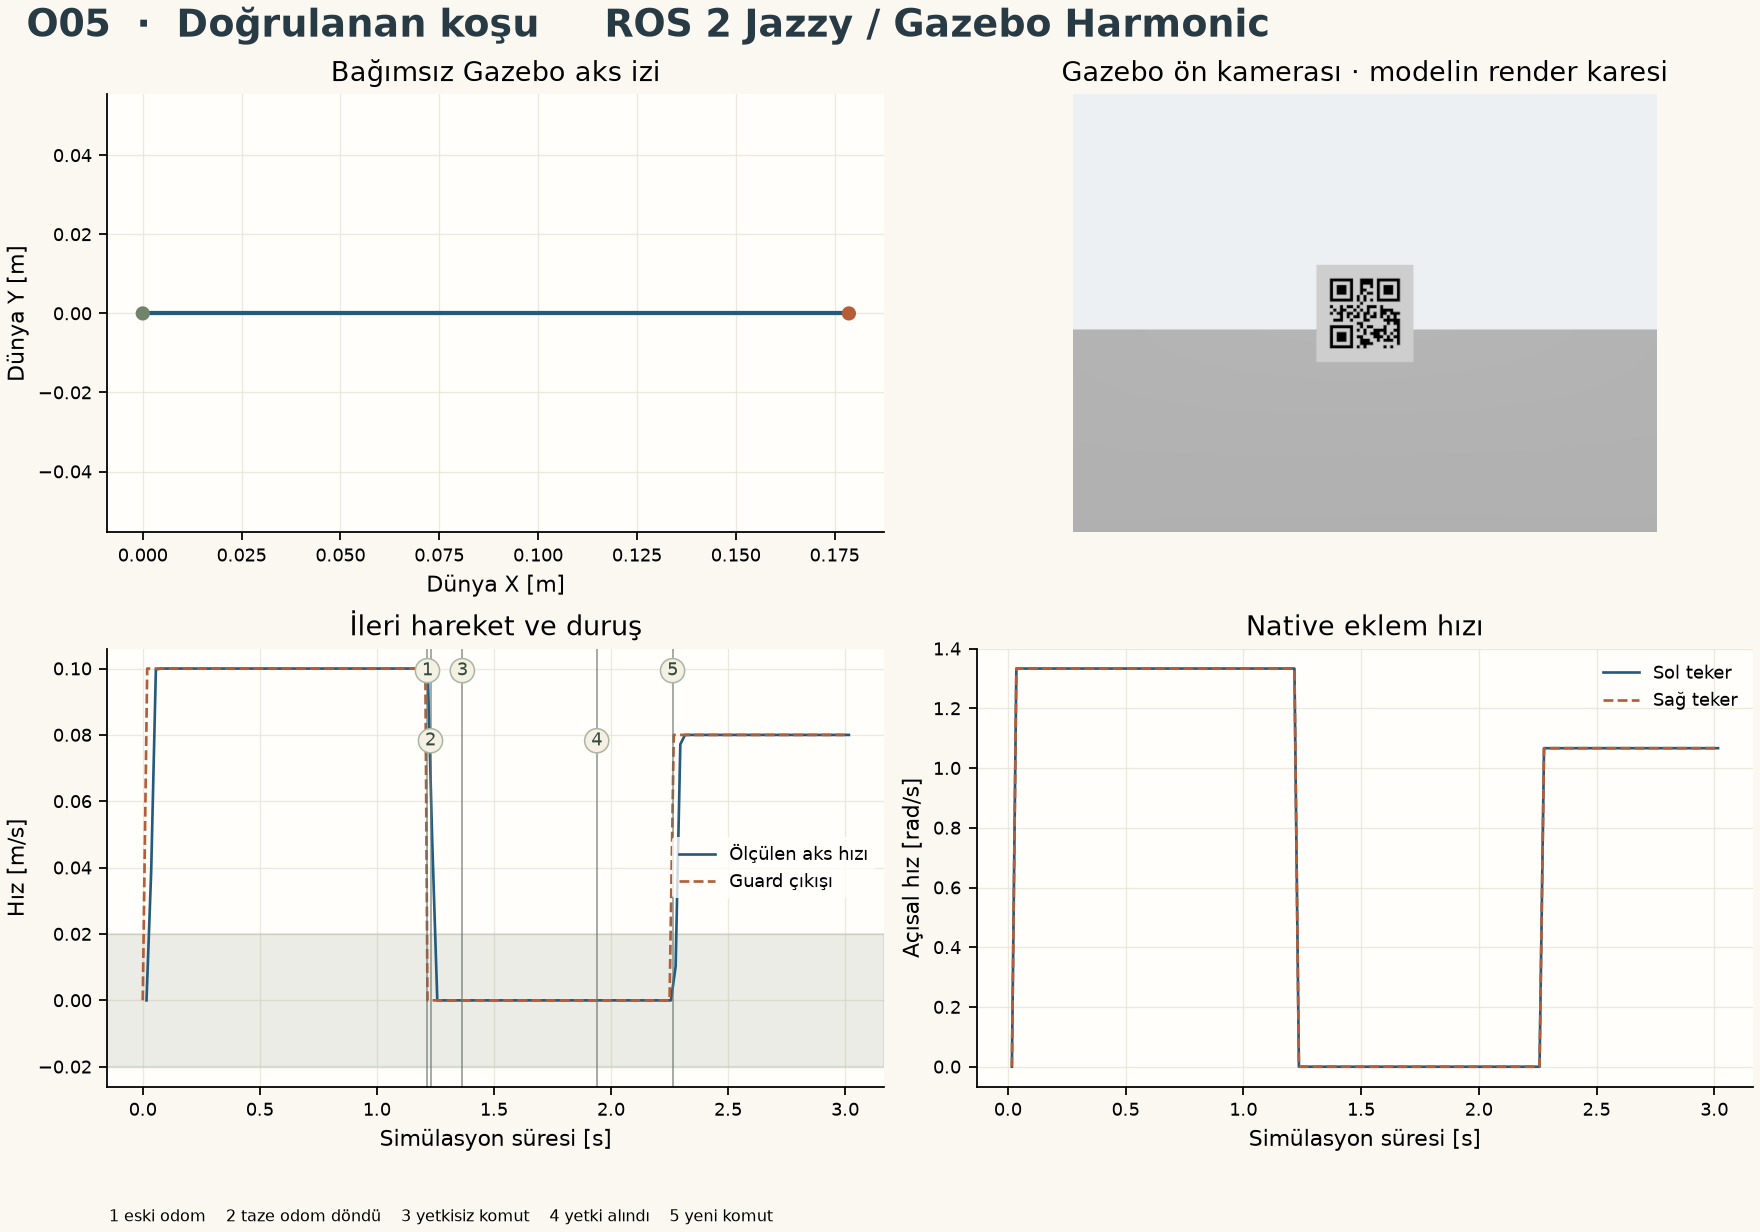 O05 · Doğrulanan koşu ROS 2 Jazzy / Gazebo Harmonic
Bağımsız Gazebo aks izi
Dünya Y [m]
0.04
0.02
0.00
−0.02
−0.04
0.000 0.025 0.050 0.075 0.100 0.125 0.150 0.175
Dünya X [m]
Gazebo ön kamerası · modelin render karesi
İleri hareket ve duruş
Hız [m/s]
0.10
0.08
0.06
0.04
0.02
0.00
−0.02
1
2
3
4
5
Ölçülen aks hızı
Guard çıkışı
0.0 0.5 1.0 1.5 2.0 2.5 3.0
Simülasyon süresi [s]
Native eklem hızı
Açısal hız [rad/s]
1.4
1.2
1.0
0.8
0.6
0.4
0.2
0.0
Sol teker
Sağ teker
0.0 0.5 1.0 1.5 2.0 2.5 3.0
Simülasyon süresi [s]
1 eski odom 2 taze odom döndü 3 yetkisiz komut 4 yetki alındı 5 yeni komut